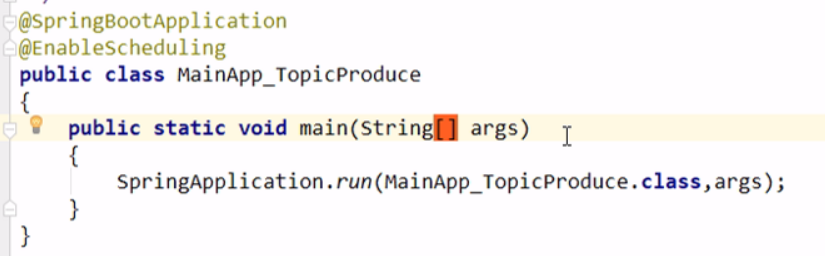 @SpringBootApplication
@EnableScheduling
public class MainApp_TopicProduce
{
    public static void main(String[] args)
    {
        SpringApplication.run(MainApp_TopicProduce.class,args);
    }
}